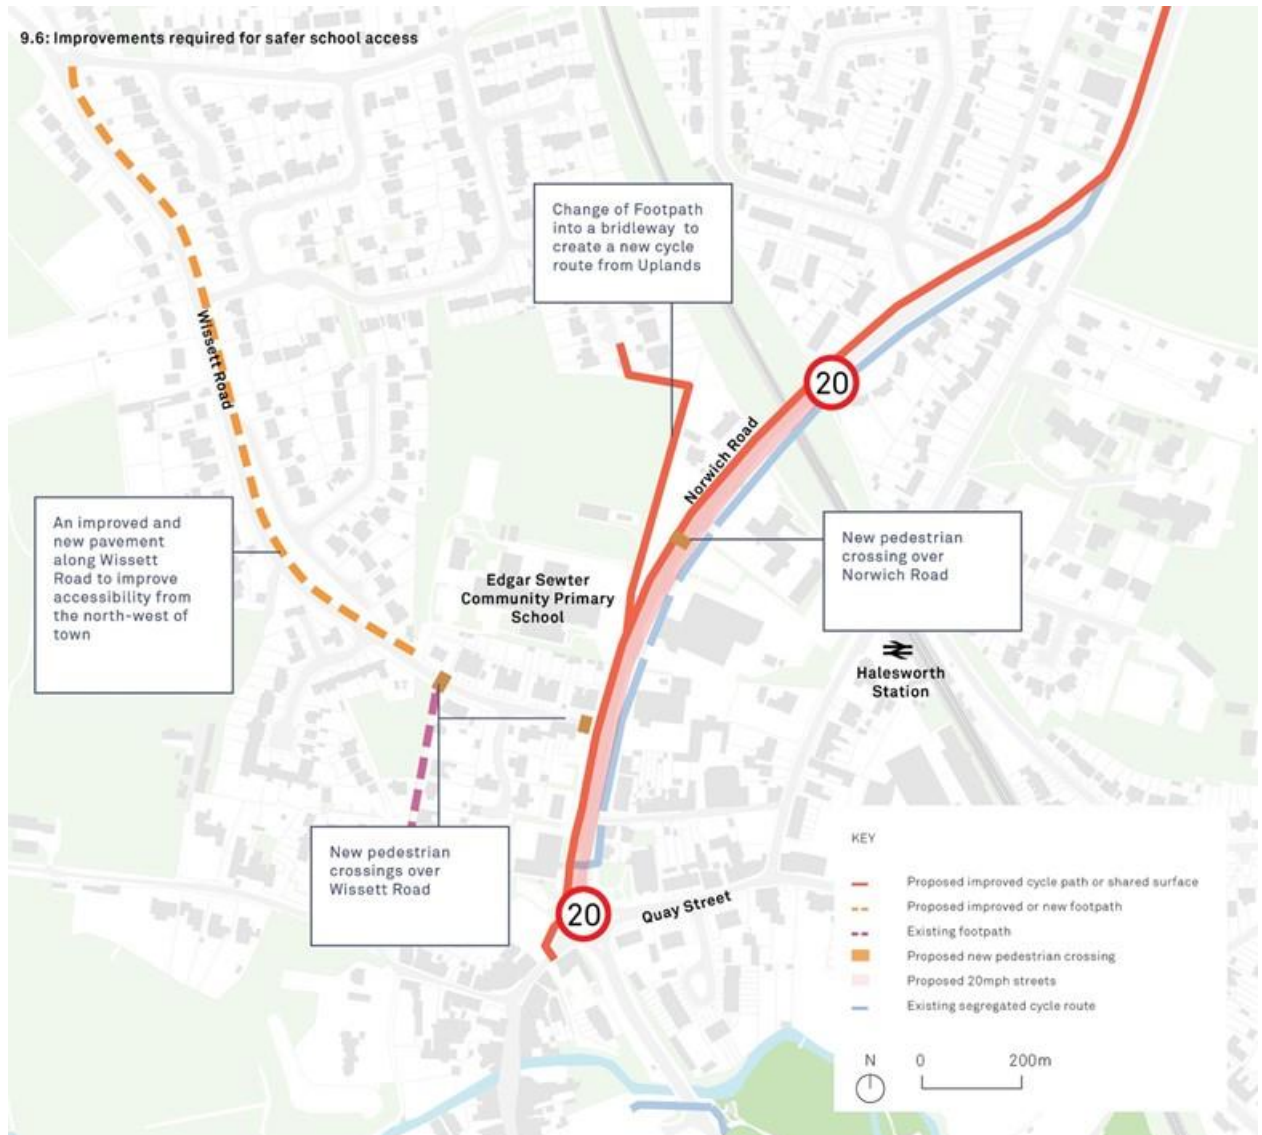 9.6: Improvements required for safer school access
Change of Footpath
into a bridleway to
create a new cycle
route from Uplands
20
Wissett Road
Norwich Road
An improved and
new pavement
along Wissett
Road to improve
accessibility from
the north-west of
town
New pedestrian
crossing over
Norwich Road
Edgar Sewter
Community Primary
School
Halesworth
Station
New pedestrian
crossings over
Wissett Road
20
Quay Street
KEY
Proposed improved cycle path or shared surface
Proposed improved or new footpath
Existing footpath
Proposed new pedestrian crossing
Proposed 20mph streets
Existing segregated cycle route
N
0 200m